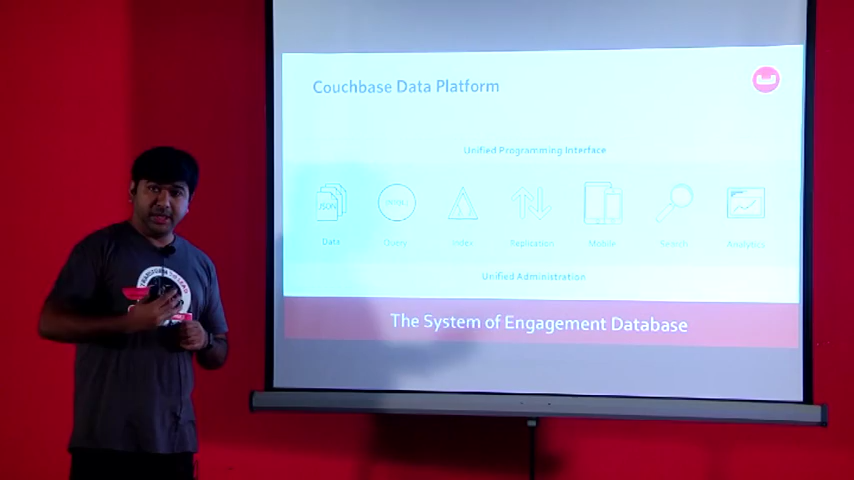 Couchbase Data Platform
Unified Programming Interface
JSON
Data Query Index Replication Mobile Search Analytics
Unified Administration
The System of Engagement Database